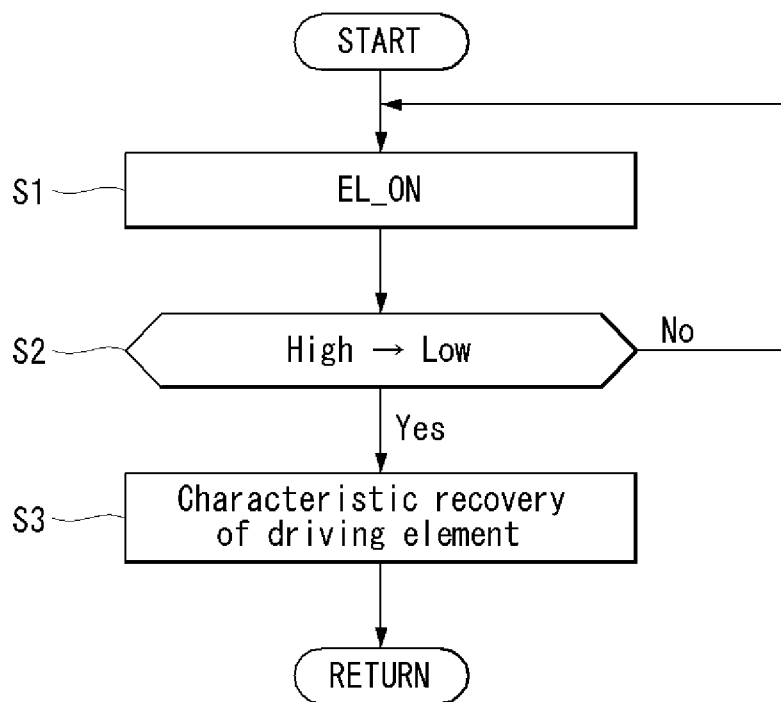 START
S1
EL_ON
S2
High → Low
No
Yes
S3
Characteristic recovery
of driving element
RETURN